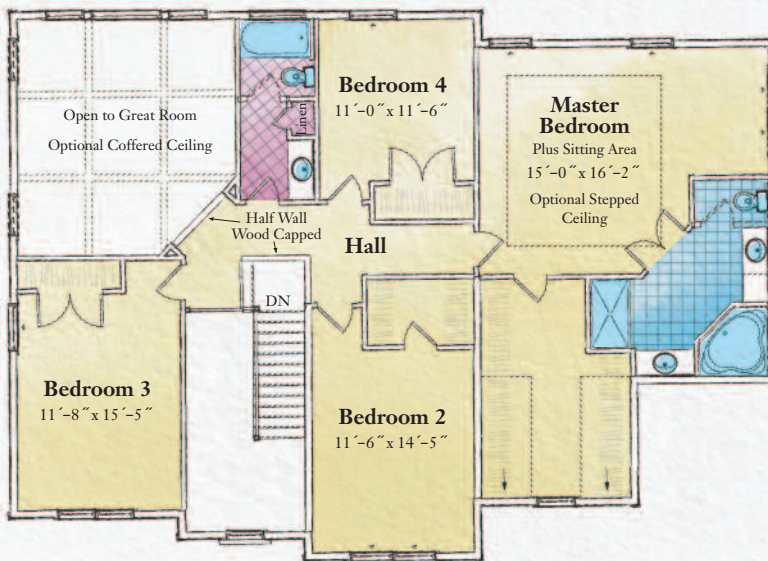 Open to Great Room
Optional Coffered Ceiling
Linen
Bedroom 4
11´-0˝ x 11´-6˝
Master
Bedroom
Plus Sitting Area
15´-0˝ x 16´-2˝
Optional Stepped
Ceiling
Half Wall
Wood Capped
Hall
DN
Bedroom 3
11´-8˝ x 15´-5˝
Bedroom 2
11´-6˝ x 14´-5˝